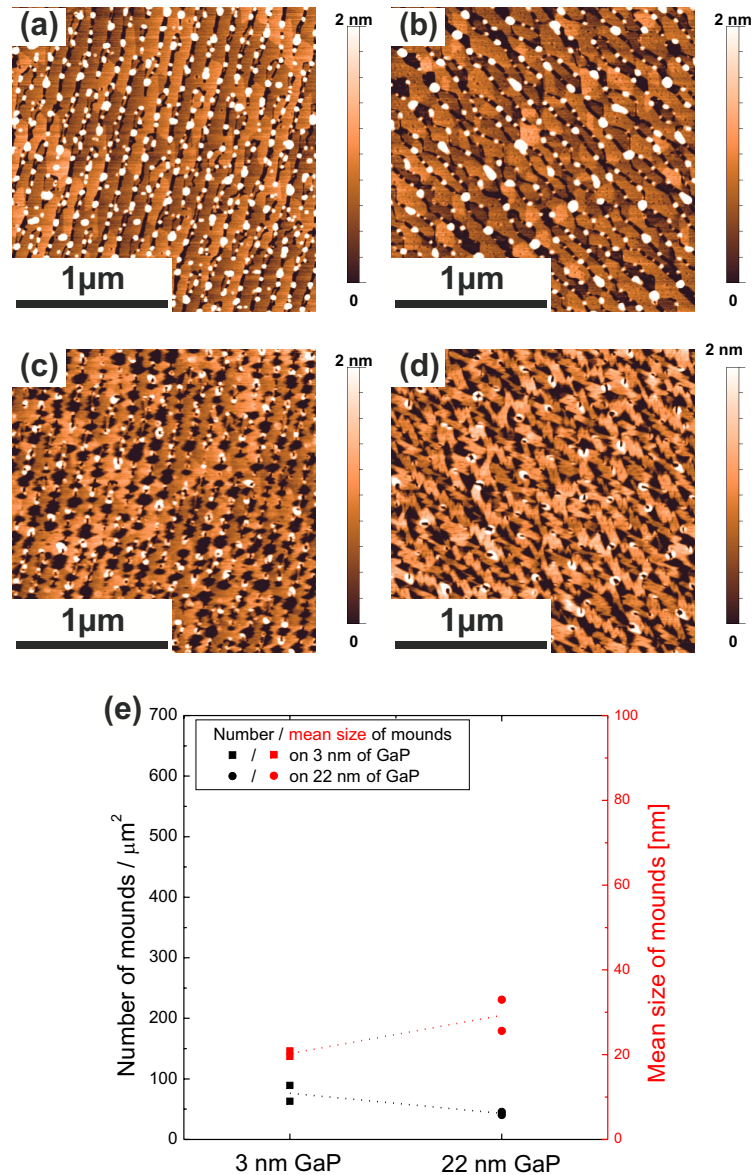 (a)
2 nm
1µm
0
(b)
2 nm
1µm
0
(c)
2 nm
1µm
0
(d)
2 nm
1µm
0
(e)
Number / mean size of mounds
/ on 3 nm of GaP
/ on 22 nm of GaP
Number of mounds / µm²
700
600
500
400
300
200
100
0
Mean size of mounds [nm]
100
80
60
40
20
0
3 nm GaP
22 nm GaP